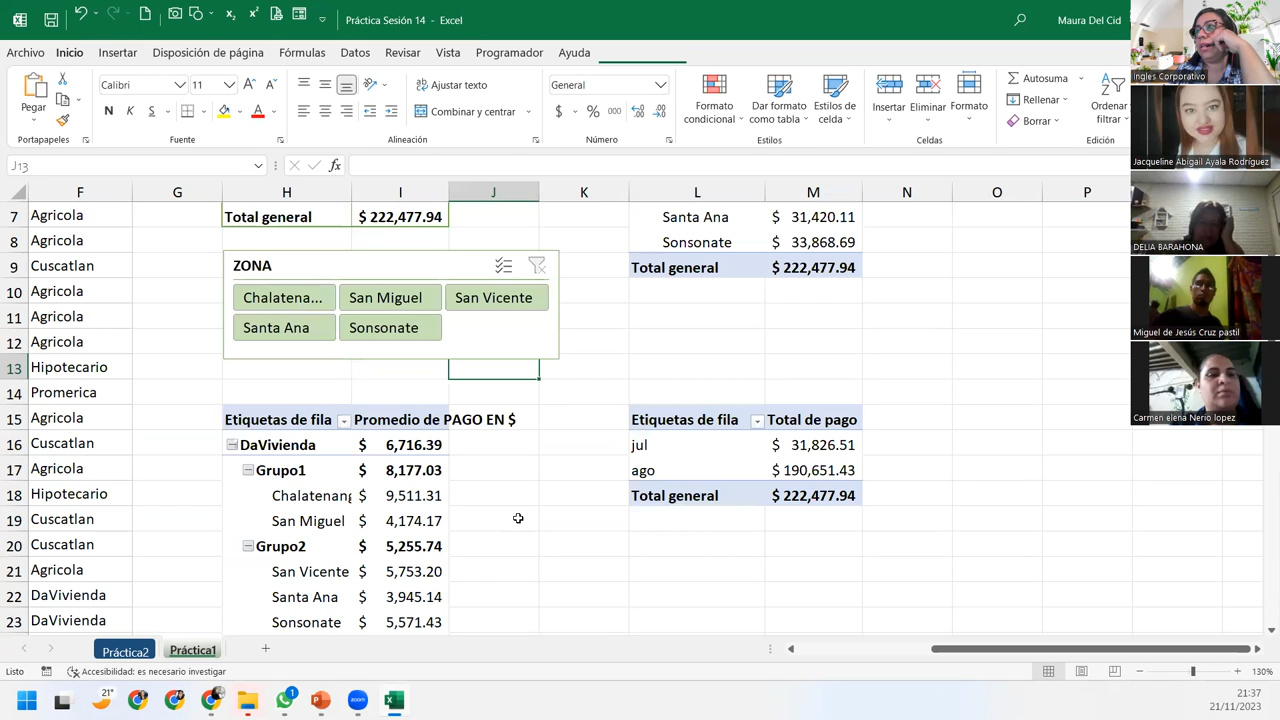 Práctica Sesión 14 - Excel
Maura Del Cid
Archivo Inicio Insertar Disposición de página Fórmulas Datos Revisar Vista Programador Ayuda
Calibri 11
General
Pegar
N K S
Ajustar texto
Combinar y centrar
Formato condicional
Dar formato como tabla
Estilos de celda
Insertar
Eliminar
Formato
Autosuma
Rellenar
Borrar
Ordenar
filtrar
Portapapeles Fuente Alineación Número Estilos Celdas Edición
J13
F G H I J K L M N O P
7 Agricola Total general $ 222,477.94 Santa Ana $ 31,420.11
8 Agricola Sonsonate $ 33,868.69
9 Cuscatlan Total general $ 222,477.94
ZONA
10 Agricola
Chalatena... San Miguel San Vicente
11 Agricola
Santa Ana Sonsonate
12 Agricola
13 Hipotecario
14 Promerica
15 Agricola Etiquetas de fila Promedio de PAGO EN $ Etiquetas de fila Total de pago
16 Cuscatlan DaVivienda $ 6,716.39 jul $ 31,826.51
17 Agricola Grupo1 $ 8,177.03 ago $ 190,651.43
18 Hipotecario Chalatenang $ 9,511.31 Total general $ 222,477.94
19 Cuscatlan San Miguel $ 4,174.17
20 Cuscatlan Grupo2 $ 5,255.74
21 Agricola San Vicente $ 5,753.20
22 DaVivienda Santa Ana $ 3,945.14
23 DaVivienda Sonsonate $ 5,571.43
Práctica2 Práctica1
Listo Accesibilidad: es necesario investigar 130%
21° 1 zoom
21:37
21/11/2023
Ingles Corporativo
Jacqueline Abigail Ayala Rodríguez
DELIA BARAHONA
Miguel de Jesús Cruz pastil
Carmen elena Nerio lopez